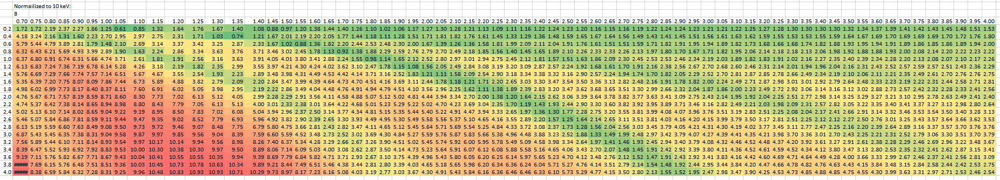 Normailized to 10 keV:
B
0.70 0.75 0.80 0.85 0.90 0.95 1.00 1.05 1.10 1.15 1.20 1.25 1.30 1.35 1.40 1.45 1.50 1.55 1.60 1.65 1.70 1.75 1.80 1.85 1.90 1.95 2.00 2.05 2.10 2.15 2.20 2.25 2.30 2.35 2.40 2.45 2.50 2.55 2.60 2.65 2.70 2.75 2.80 2.85 2.90 2.95 3.00 3.05 3.10 3.15 3.20 3.25 3.30 3.35 3.40 3.45 3.50 3.55 3.60 3.65 3.70 3.75 3.80 3.85 3.90 3.95 4.00
0.2 1.72 1.72 2.19 2.37 2.27 1.86 1.25 0.61 0.85 1.32 1.64 1.76 1.67 1.40 1.08 0.88 0.97 1.20 1.38 1.44 1.40 1.26 1.10 1.02 1.06 1.17 1.27 1.30 1.28 1.21 1.13 1.09 1.11 1.16 1.22 1.24 1.23 1.20 1.16 1.15 1.16 1.19 1.22 1.24 1.24 1.23 1.21 1.21 1.22 1.25 1.27 1.28 1.30 1.30 1.30 1.30 1.32 1.34 1.37 1.39 1.41 1.42 1.43 1.45 1.48 1.51 1.53
0.4 4.18 3.24 2.16 1.31 1.60 2.23 2.70 2.95 2.97 2.75 2.31 1.71 1.03 0.74 1.21 1.67 2.01 2.19 2.20 2.05 1.77 1.44 1.18 1.11 1.28 1.51 1.71 1.81 1.82 1.76 1.61 1.45 1.33 1.29 1.36 1.48 1.59 1.65 1.67 1.64 1.56 1.49 1.43 1.41 1.45 1.51 1.56 1.61 1.63 1.62 1.59 1.55 1.53 1.53 1.55 1.59 1.64 1.67 1.69 1.70 1.69 1.69 1.69 1.70 1.72 1.76 1.80
0.6 5.79 5.44 4.79 3.89 2.81 1.79 1.48 2.10 2.69 3.14 3.37 3.42 3.25 2.87 2.33 1.67 1.02 0.88 1.36 1.82 2.20 2.44 2.53 2.48 2.30 2.00 1.67 1.39 1.26 1.36 1.58 1.81 1.99 2.09 2.11 2.04 1.91 1.76 1.61 1.51 1.51 1.59 1.71 1.82 1.91 1.95 1.94 1.89 1.82 1.73 1.68 1.66 1.68 1.74 1.82 1.88 1.93 1.95 1.94 1.91 1.89 1.86 1.85 1.86 1.89 1.94 2.00
0.8 6.32 6.43 6.21 5.69 4.93 3.99 2.89 1.90 1.63 2.24 2.86 3.34 3.63 3.76 3.71 3.46 3.02 2.45 1.78 1.13 0.92 1.38 1.88 2.29 2.59 2.76 2.79 2.70 2.49 2.18 1.85 1.56 1.40 1.45 1.65 1.89 2.10 2.26 2.33 2.33 2.26 2.13 1.97 1.80 1.70 1.67 1.71 1.82 1.95 2.06 2.14 2.18 2.18 2.13 2.06 1.98 1.92 1.88 1.88 1.93 2.00 2.08 2.14 2.20 2.22 2.23 2.22
1.0 6.37 6.80 6.91 6.74 6.31 5.66 4.74 3.71 2.61 1.81 1.91 2.56 3.16 3.63 3.91 4.05 4.01 3.80 3.41 2.88 2.24 1.55 0.98 1.14 1.65 2.12 2.52 2.80 2.97 3.01 2.94 2.75 2.45 2.12 1.81 1.57 1.51 1.63 1.86 2.09 2.30 2.45 2.53 2.53 2.46 2.34 2.19 2.03 1.89 1.82 1.83 1.91 2.02 2.16 2.27 2.35 2.40 2.39 2.34 2.28 2.20 2.13 2.08 2.07 2.10 2.17 2.26
1.2 6.13 6.83 7.24 7.36 7.19 6.78 6.14 5.28 4.26 3.18 2.19 1.82 2.35 2.99 3.55 3.97 4.21 4.30 4.24 4.02 3.62 3.10 2.47 1.78 1.15 1.08 1.56 2.05 2.49 2.84 3.08 3.19 3.20 3.09 2.87 2.57 2.24 1.92 1.68 1.61 1.70 1.91 2.16 2.38 2.56 2.67 2.70 2.68 2.60 2.46 2.31 2.14 2.01 1.94 1.96 2.04 2.16 2.31 2.43 2.52 2.57 2.59 2.57 2.51 2.43 2.36 2.29
1.4 5.76 6.69 7.29 7.66 7.74 7.57 7.14 6.51 5.67 4.67 3.55 2.54 1.93 2.23 2.89 3.48 3.98 4.31 4.49 4.53 4.42 4.14 3.71 3.16 2.52 1.83 1.21 1.11 1.58 2.09 2.54 2.90 3.18 3.34 3.38 3.32 3.16 2.90 2.57 2.24 1.94 1.74 1.70 1.82 2.05 2.29 2.52 2.70 2.81 2.87 2.85 2.78 2.66 2.49 2.34 2.19 2.10 2.06 2.11 2.21 2.35 2.49 2.61 2.70 2.76 2.76 2.75
1.6 5.35 6.39 7.20 7.75 8.07 8.09 7.86 7.44 6.73 5.89 4.88 3.82 2.79 2.09 2.20 2.84 3.47 3.99 4.39 4.64 4.73 4.70 4.51 4.16 3.69 3.11 2.44 1.78 1.18 1.21 1.71 2.20 2.65 3.03 3.30 3.47 3.54 3.50 3.36 3.13 2.82 2.48 2.16 1.91 1.78 1.82 2.00 2.24 2.49 2.71 2.87 2.98 3.01 3.01 2.92 2.79 2.64 2.48 2.33 2.23 2.19 2.22 2.31 2.44 2.58 2.71 2.81
1.8 4.98 6.02 6.99 7.73 8.17 8.40 8.37 8.11 7.60 6.91 6.02 5.05 3.98 2.95 2.19 2.22 2.86 3.49 4.04 4.48 4.76 4.91 4.94 4.79 4.51 4.10 3.56 2.96 2.25 1.62 1.11 1.38 1.89 2.39 2.83 3.20 3.47 3.62 3.68 3.65 3.51 3.30 2.99 2.66 2.32 2.04 1.87 1.86 2.00 2.23 2.49 2.72 2.92 3.06 3.14 3.16 3.12 3.02 2.88 2.73 2.57 2.42 2.32 2.28 2.33 2.41 2.56
2.0 4.76 5.67 6.71 7.57 8.19 8.59 8.71 8.60 8.30 7.73 7.02 6.13 5.12 4.05 2.99 2.28 2.29 2.91 3.56 4.11 4.58 4.88 5.07 5.12 5.02 4.81 4.44 3.94 3.34 2.70 2.00 1.38 1.20 1.64 2.15 2.62 3.06 3.39 3.64 3.78 3.82 3.77 3.63 3.41 3.09 2.75 2.43 2.14 1.95 1.92 2.04 2.25 2.51 2.77 2.98 3.14 3.25 3.29 3.27 3.21 3.10 2.95 2.78 2.63 2.49 2.41 2.40
2.2 4.74 5.37 6.42 7.38 8.14 8.65 8.94 8.98 8.80 8.43 7.79 7.05 6.13 5.13 4.00 3.01 2.33 2.38 3.01 3.64 4.22 4.68 5.01 5.23 5.29 5.22 5.02 4.70 4.23 3.69 3.04 2.35 1.70 1.19 1.43 1.93 2.44 2.90 3.30 3.60 3.82 3.92 3.95 3.89 3.71 3.46 3.16 2.82 2.49 2.21 2.03 1.98 2.09 2.31 2.57 2.82 3.05 3.22 3.35 3.40 3.41 3.37 3.27 3.13 2.98 2.80 2.64
2.4 5.02 5.13 6.10 7.14 8.02 8.65 9.04 9.22 9.19 8.95 8.50 7.83 7.02 6.08 5.04 3.94 2.96 2.37 2.50 3.14 3.77 4.34 4.81 5.15 5.35 5.44 5.40 5.22 4.91 4.47 3.94 3.33 2.65 1.97 1.36 1.30 1.77 2.28 2.75 3.20 3.55 3.81 3.99 4.08 4.07 3.96 3.76 3.51 3.19 2.83 2.51 2.25 2.08 2.04 2.17 2.41 2.66 2.91 3.14 3.32 3.46 3.53 3.54 3.50 3.40 3.28 3.13
2.6 5.46 5.07 5.84 6.86 7.81 8.59 9.11 9.44 9.47 9.35 9.02 8.52 7.79 6.93 5.96 4.92 3.82 2.90 2.39 2.65 3.30 3.93 4.49 4.95 5.30 5.49 5.58 5.56 5.37 5.10 4.65 4.16 3.55 2.89 2.20 1.57 1.25 1.64 2.14 2.65 3.11 3.51 3.81 4.03 4.16 4.20 4.15 3.99 3.79 3.50 3.17 2.81 2.51 2.25 2.12 2.12 2.27 2.50 2.76 3.01 3.25 3.43 3.57 3.64 3.66 3.62 3.53
2.8 6.13 5.19 5.59 6.60 7.63 8.49 9.08 9.50 9.73 9.72 9.46 9.07 8.48 7.75 6.79 5.80 4.75 3.66 2.81 2.43 2.82 3.47 4.11 4.65 5.12 5.45 5.64 5.71 5.69 5.54 5.25 4.84 4.33 3.72 3.08 2.37 1.73 1.28 1.56 2.04 2.56 3.03 3.45 3.79 4.05 4.21 4.31 4.30 4.19 4.02 3.77 3.45 3.11 2.77 2.47 2.25 2.16 2.20 2.39 2.64 2.89 3.16 3.37 3.57 3.70 3.76 3.76
3.0 6.87 5.43 5.45 6.35 7.38 8.31 9.04 9.58 9.87 9.97 9.85 9.56 9.04 8.39 7.59 6.60 5.59 4.52 3.48 2.73 2.52 3.02 3.69 4.30 4.84 5.27 5.59 5.76 5.87 5.83 5.66 5.38 4.96 4.48 3.88 3.23 2.52 1.88 1.33 1.49 1.99 2.48 2.97 3.42 3.79 4.07 4.27 4.39 4.41 4.35 4.21 3.98 3.70 3.36 3.01 2.70 2.43 2.25 2.21 2.31 2.52 2.79 3.06 3.30 3.51 3.70 3.79
3.2 7.56 5.89 5.44 6.10 7.11 8.14 8.93 9.54 9.97 10.17 10.14 9.94 9.56 8.98 8.26 7.40 6.37 5.34 4.28 3.29 2.66 2.67 3.26 3.90 4.51 5.02 5.45 5.74 5.92 6.00 5.95 5.78 5.49 5.09 4.58 3.98 3.34 2.64 1.97 1.41 1.46 1.93 2.45 2.94 3.40 3.79 4.08 4.32 4.46 4.52 4.48 4.37 4.18 3.92 3.61 3.27 2.91 2.61 2.38 2.28 2.29 2.46 2.69 2.96 3.22 3.48 3.67
3.4 8.39 6.47 5.52 5.93 6.92 7.92 8.83 9.53 10.00 10.30 10.38 10.30 9.97 9.50 8.89 8.06 7.14 6.09 5.03 4.00 3.08 2.62 2.87 3.50 4.14 4.73 5.23 5.64 5.91 6.07 6.12 6.08 5.88 5.58 5.16 4.65 4.06 3.43 2.70 2.07 1.48 1.45 1.91 2.42 2.92 3.39 3.80 4.11 4.36 4.52 4.61 4.59 4.52 4.34 4.12 3.80 3.47 3.13 2.80 2.53 2.35 2.32 2.41 2.62 2.87 3.15 3.41
3.6 9.19 7.11 5.76 5.82 6.67 7.71 8.67 9.43 10.04 10.41 10.55 10.55 10.35 9.94 9.39 8.69 7.79 6.84 5.82 4.71 3.71 2.93 2.67 3.10 3.75 4.39 4.96 5.43 5.80 6.05 6.20 6.25 6.14 5.97 5.65 5.23 4.70 4.12 3.48 2.76 2.12 1.52 1.47 1.91 2.43 2.92 3.41 3.83 4.16 4.42 4.60 4.69 4.71 4.64 4.49 4.28 4.00 3.66 3.33 2.99 2.67 2.46 2.37 2.41 2.56 2.81 3.09
3.8 ##### 7.69 6.15 5.76 6.48 7.51 8.51 9.36 10.03 10.45 10.73 10.78 10.63 10.34 9.89 9.21 8.44 7.49 6.51 5.46 4.38 3.44 2.81 2.80 3.39 4.03 4.65 5.18 5.65 5.98 6.20 6.34 6.36 6.24 6.04 5.71 5.27 4.76 4.14 3.51 2.79 2.14 1.54 1.48 1.92 2.44 2.95 3.44 3.84 4.20 4.47 4.66 4.78 4.82 4.76 4.63 4.43 4.15 3.84 3.48 3.15 2.84 2.58 2.44 2.42 2.53 2.75
4.0 ##### 8.38 6.59 5.84 6.32 7.28 8.31 9.25 9.96 10.48 10.83 10.93 10.93 10.71 10.29 9.73 8.97 8.17 7.23 6.16 5.08 4.03 3.19 2.77 3.03 3.67 4.30 4.91 5.43 5.84 6.16 6.36 6.46 6.46 6.33 6.10 5.73 5.29 4.77 4.15 3.50 2.80 2.13 1.55 1.52 1.95 2.47 2.98 3.47 3.90 4.25 4.53 4.73 4.85 4.88 4.85 4.75 4.55 4.30 3.99 3.63 3.31 2.97 2.71 2.53 2.46 2.54